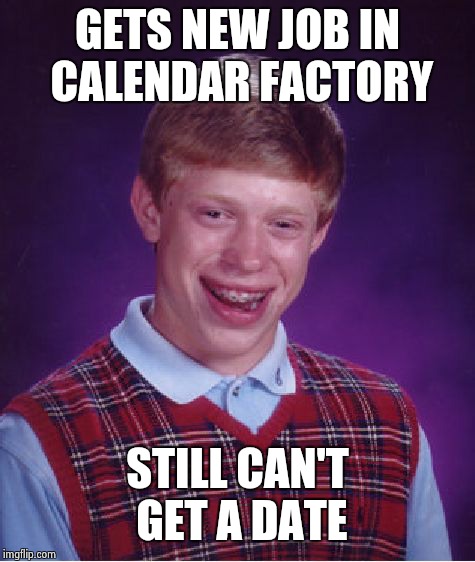 GETS NEW JOB IN
CALENDAR FACTORY
STILL CAN'T
GET A DATE
imgflip.com